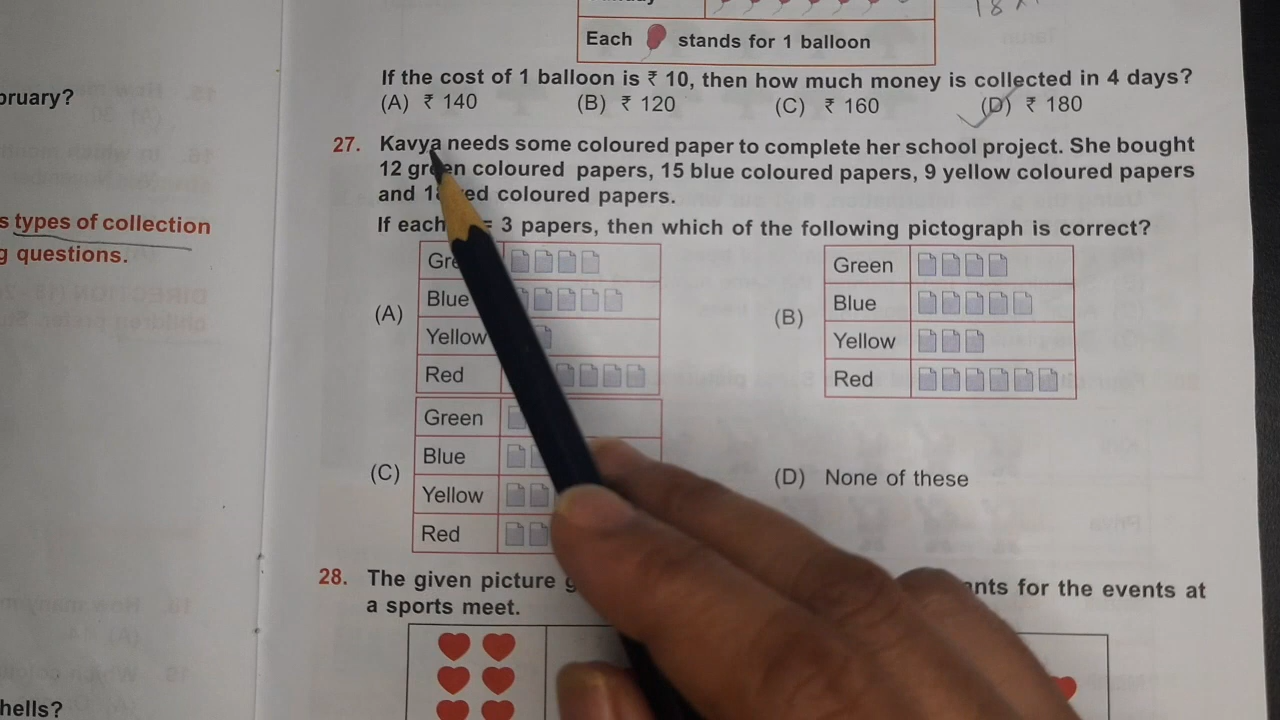 Each stands for 1 balloon
If the cost of 1 balloon is ₹ 10, then how much money is collected in 4 days?
(A) ₹ 140 (B) ₹ 120 (C) ₹ 160 (D) ₹ 180
bruary?
27. Kavya needs some coloured paper to complete her school project. She bought
12 green coloured papers, 15 blue coloured papers, 9 yellow coloured papers
and red coloured papers.
s types of collection
g questions.
If each = 3 papers, then which of the following pictograph is correct?
(A)
Green
Blue
Yellow
Red
(B)
Green
Blue
Yellow
Red
(C)
Green
Blue
Yellow
Red
(D) None of these
28. The given picture ants for the events at
a sports meet.
hells?